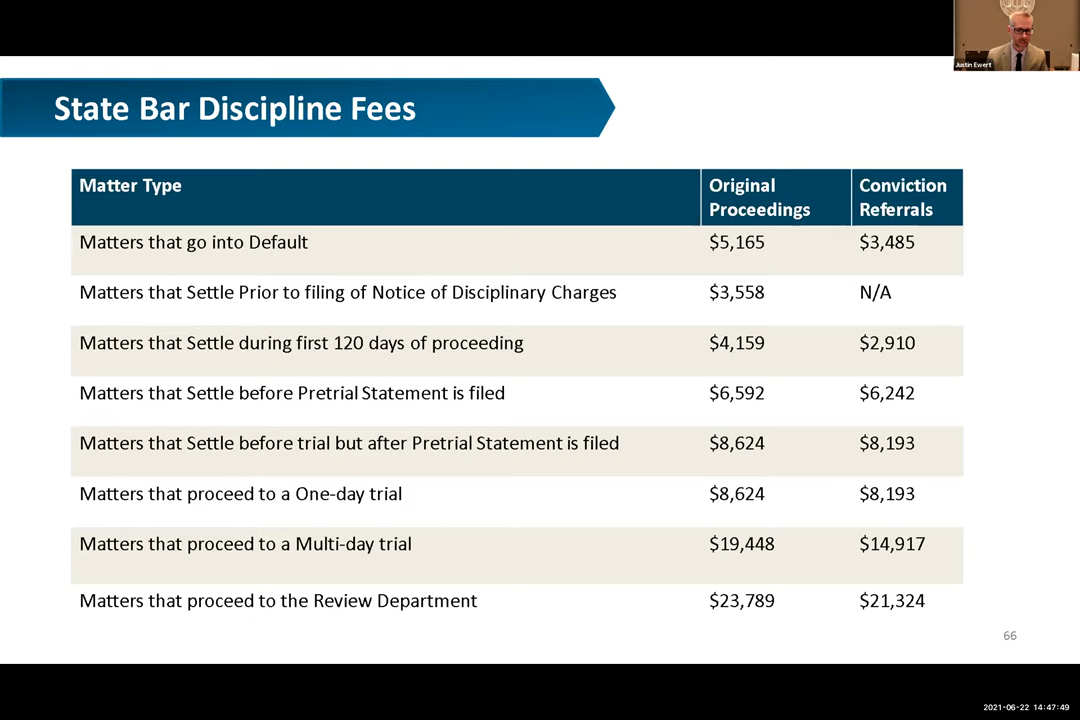 Justin Ewert
State Bar Discipline Fees
Matter Type
Original Proceedings
Conviction Referrals
Matters that go into Default $5,165 $3,485
Matters that Settle Prior to filing of Notice of Disciplinary Charges $3,558 N/A
Matters that Settle during first 120 days of proceeding $4,159 $2,910
Matters that Settle before Pretrial Statement is filed $6,592 $6,242
Matters that Settle before trial but after Pretrial Statement is filed $8,624 $8,193
Matters that proceed to a One-day trial $8,624 $8,193
Matters that proceed to a Multi-day trial $19,448 $14,917
Matters that proceed to the Review Department $23,789 $21,324
66
2021-06-22 14:47:49